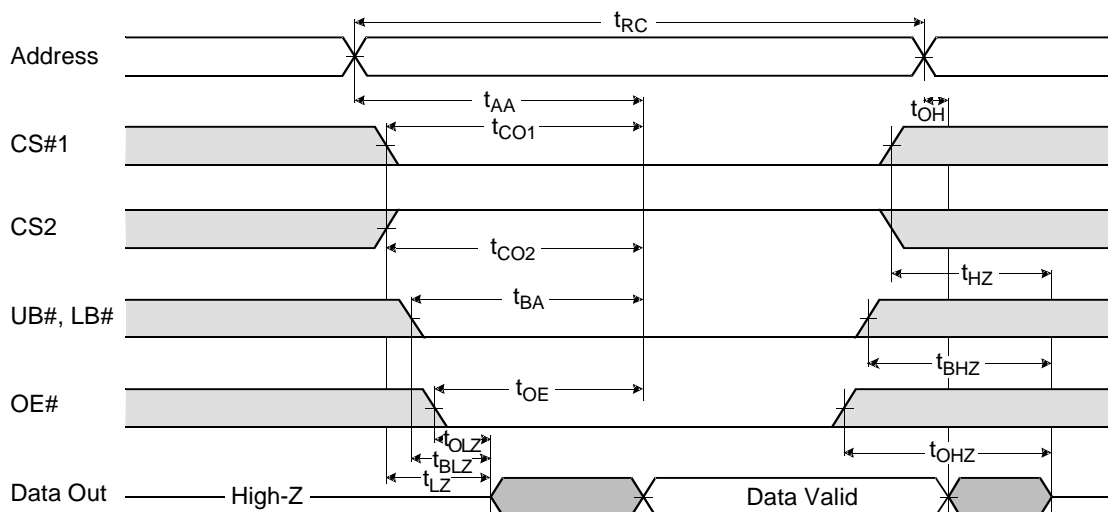 tRC
Address
tAA
tOH
CS#1
tCO1
CS2
tCO2
tHZ
UB#, LB#
tBA
tBHZ
OE#
tOE
tOLZ
tOHZ
tBLZ
tLZ
Data Out
High-Z
Data Valid